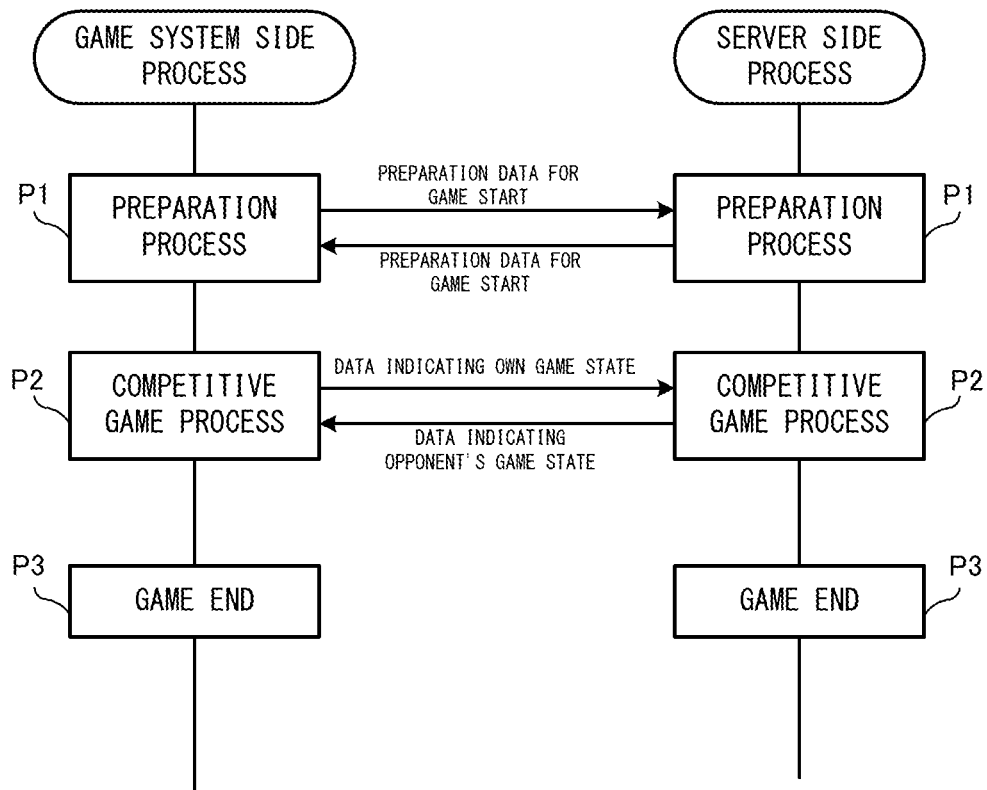 GAME SYSTEM SIDE
PROCESS
SERVER SIDE
PROCESS
P1
PREPARATION
PROCESS
PREPARATION DATA FOR
GAME START
PREPARATION DATA FOR
GAME START
PREPARATION
PROCESS
P1
P2
COMPETITIVE
GAME PROCESS
DATA INDICATING OWN GAME STATE
DATA INDICATING
OPPONENT'S GAME STATE
COMPETITIVE
GAME PROCESS
P2
P3
GAME END
GAME END
P3